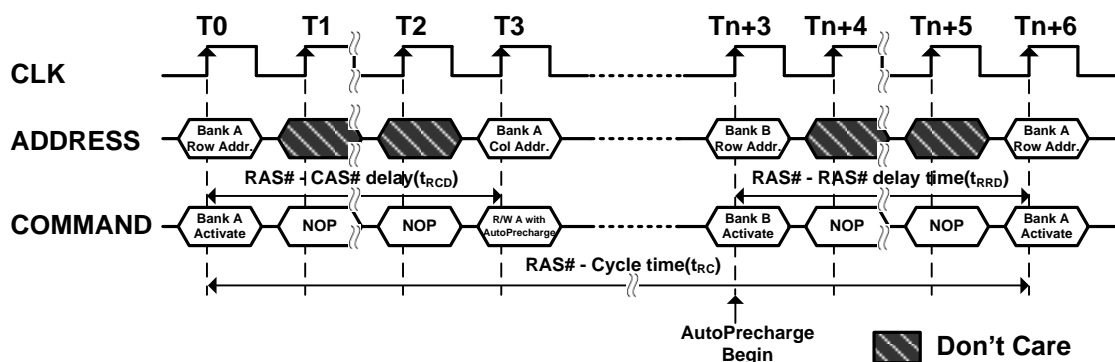 T0 T1 T2 T3 Tn+3 Tn+4 Tn+5 Tn+6
CLK
ADDRESS
Bank A
Row Addr.
Bank A
Col Addr.
Bank B
Row Addr.
Bank A
Row Addr.
RAS# - CAS# delay(tRCD)
RAS# - RAS# delay time(tRRD)
COMMAND
Bank A
Activate
NOP
NOP
R/W A with
AutoPrecharge
Bank B
Activate
NOP
NOP
Bank A
Activate
RAS# - Cycle time(tRC)
AutoPrecharge
Begin
Don't Care